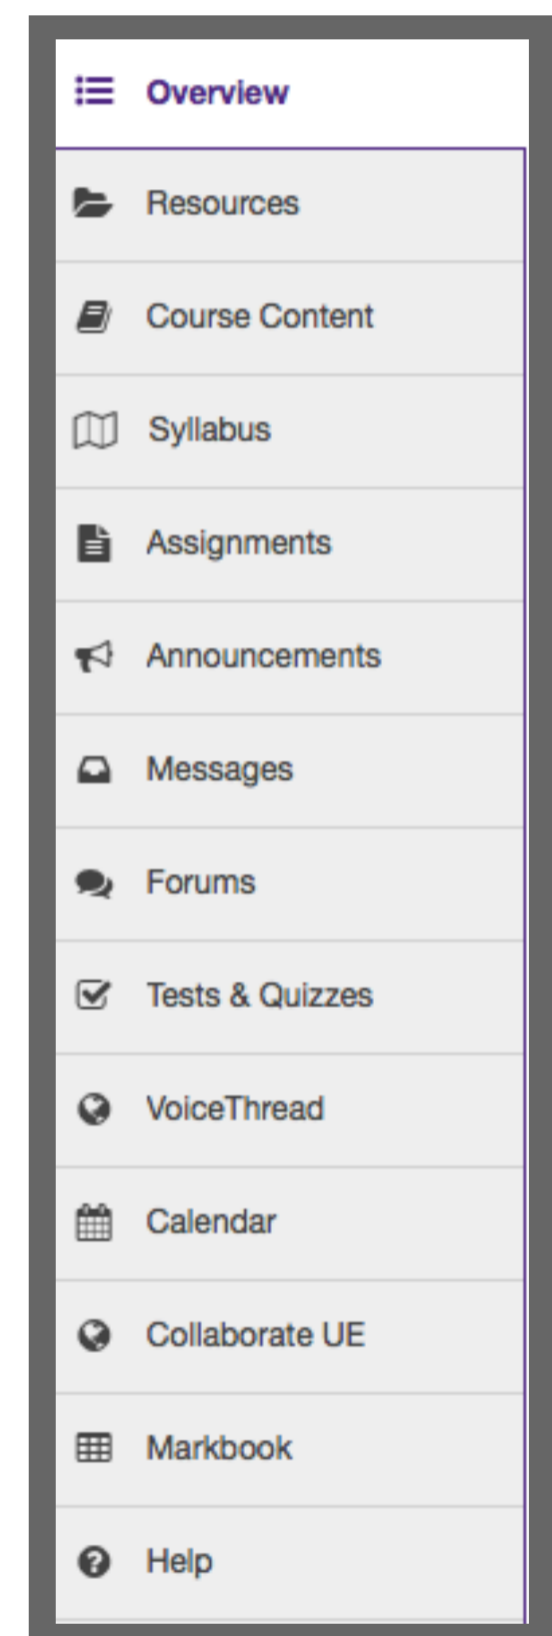 Overview
Resources
Course Content
Syllabus
Assignments
Announcements
Messages
Forums
Tests & Quizzes
VoiceThread
Calendar
Collaborate UE
Markbook
Help